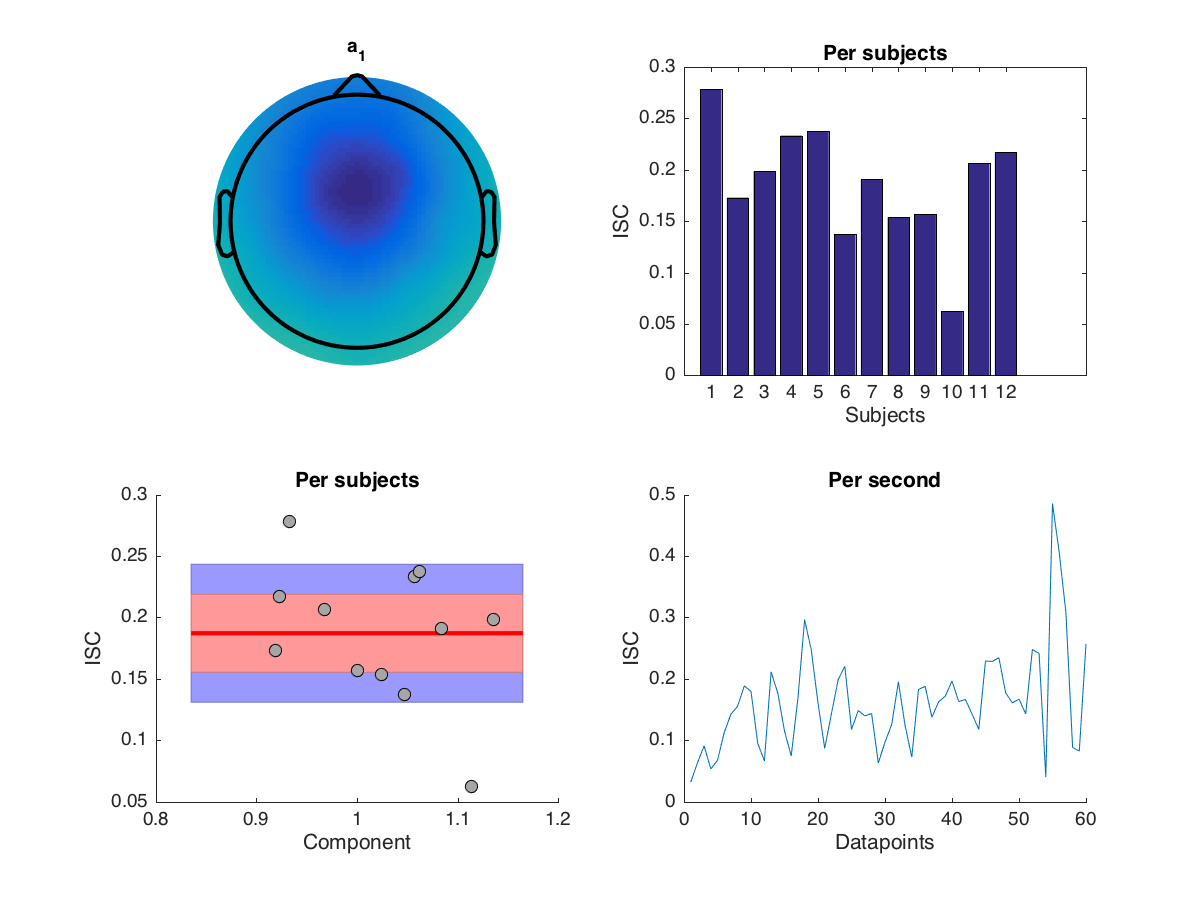 a1
Per subjects
0.3
0.25
0.2
0.15
0.1
0.05
0
ISC
1 2 3 4 5 6 7 8 9 10 11 12
Subjects
Per subjects
0.3
0.25
0.2
0.15
0.1
0.05
ISC
0.8 0.9 1 1.1 1.2
Component
Per second
0.5
0.4
0.3
0.2
0.1
0
ISC
0 10 20 30 40 50 60
Datapoints